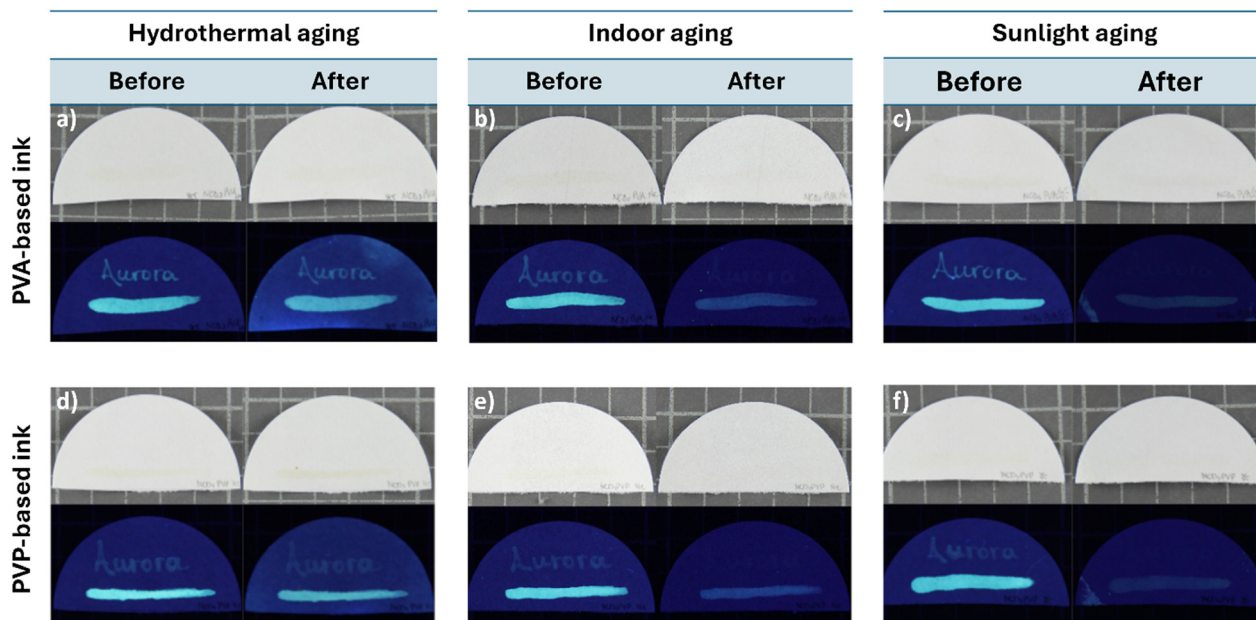 Hydrothermal aging
Indoor aging
Sunlight aging
Before After
Before After
Before After
PVA-based ink
a)
b)
c)
Aurora Aurora
Aurora
Aurora
PVP-based ink
d)
e)
f)
Aurora Aurora
Aurora
Aurora